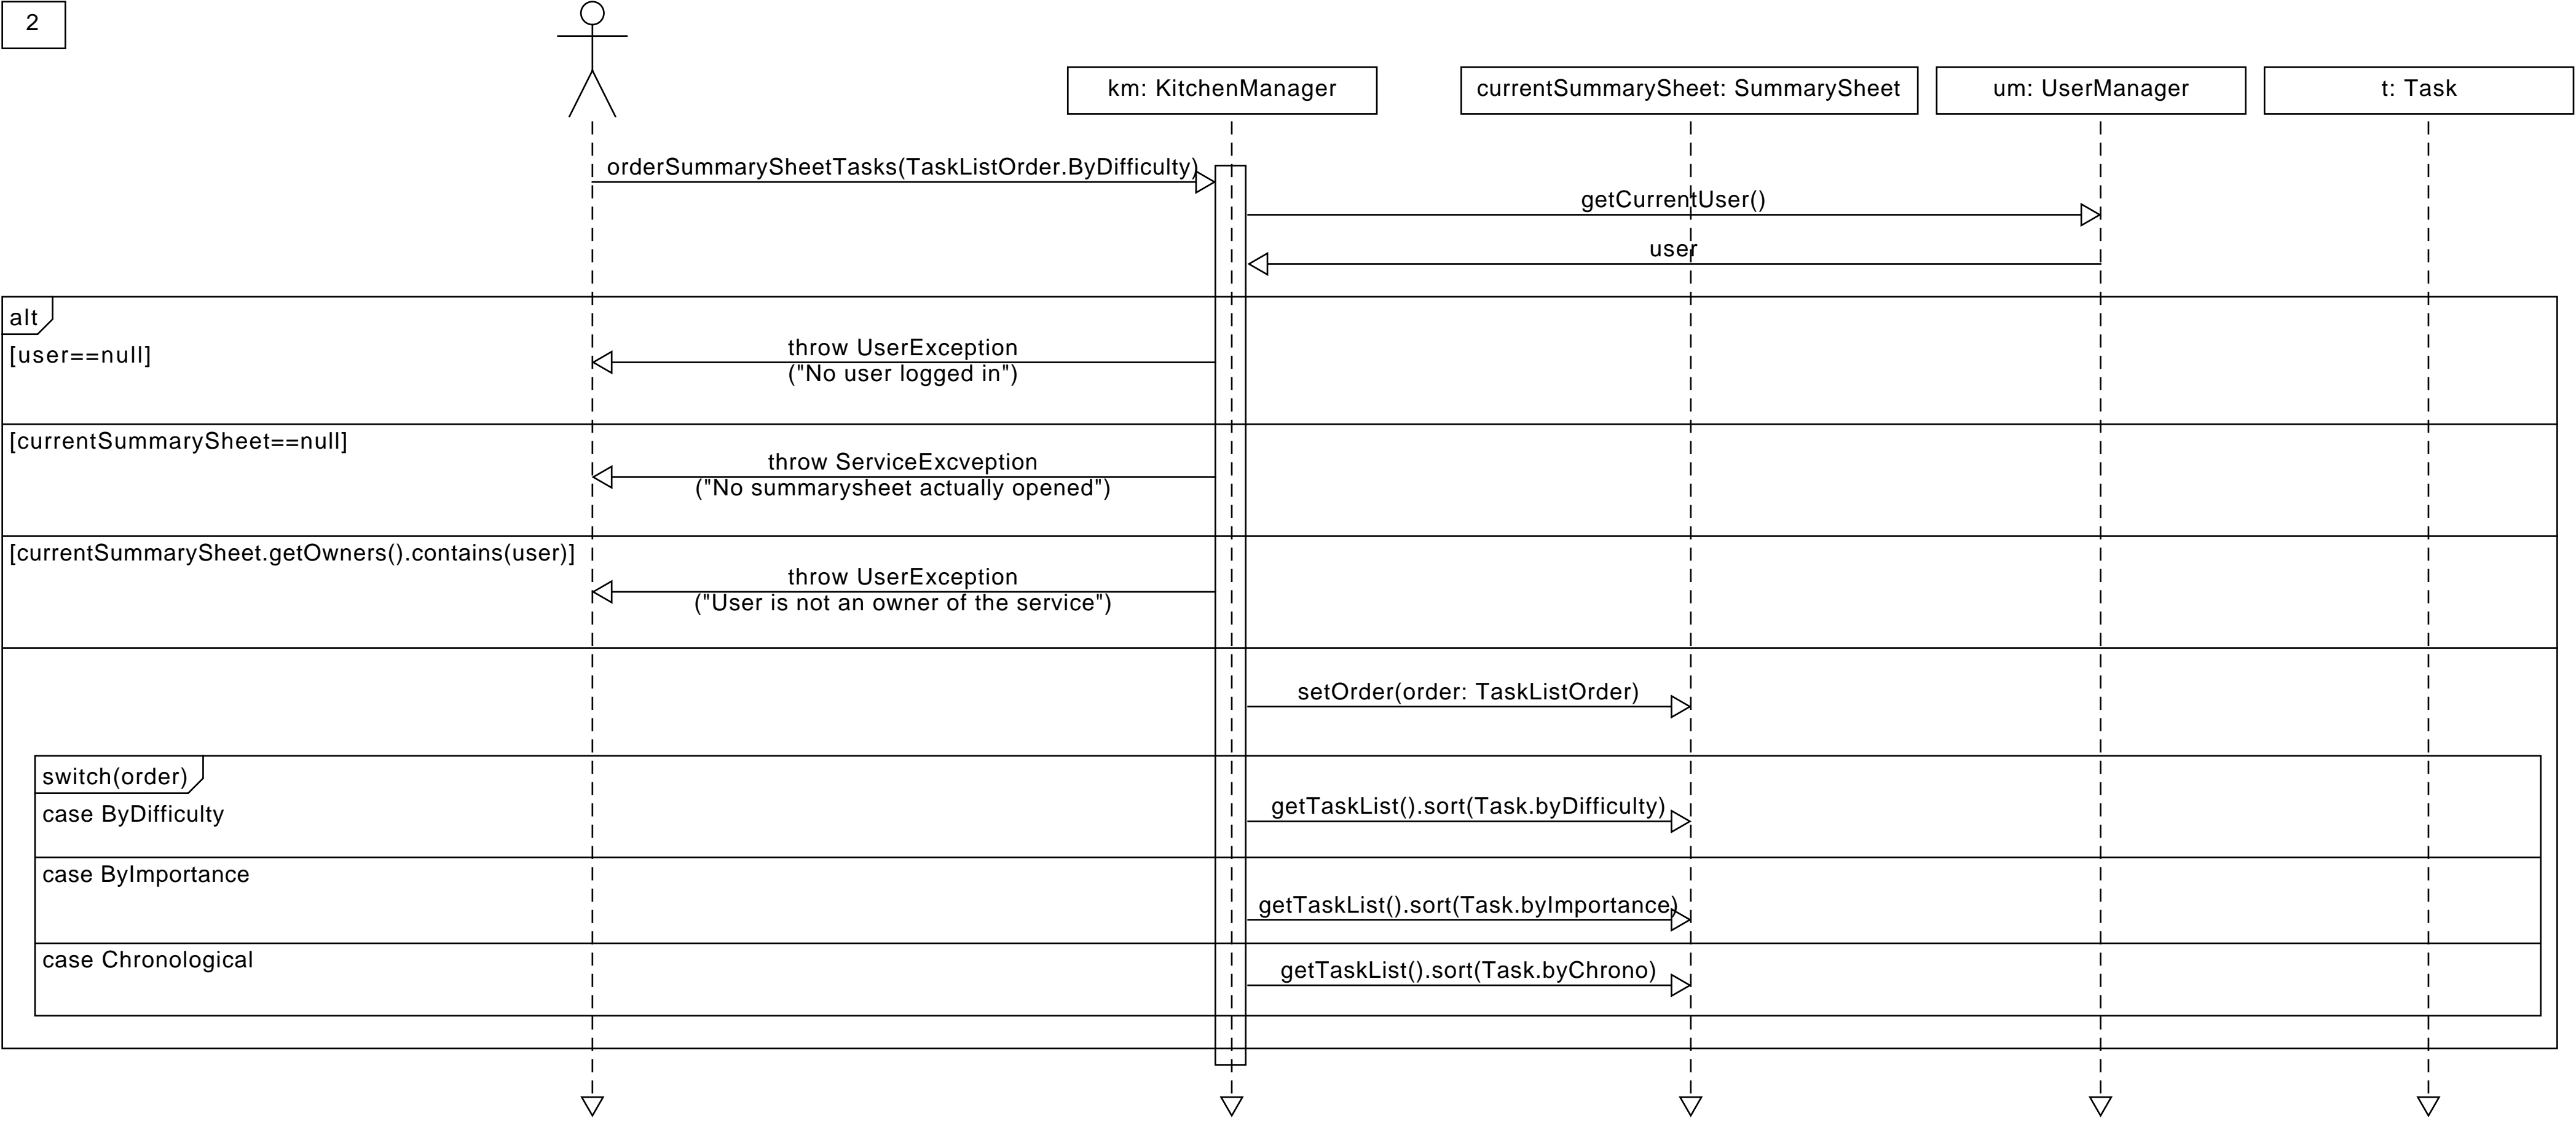 2
km: KitchenManager
currentSummarySheet: SummarySheet
um: UserManager
t: Task
orderSummarySheetTasks(TaskListOrder.ByDifficulty)
getCurrentUser()
user
alt
[user==null]
throw UserException
("No user logged in")
[currentSummarySheet==null]
throw ServiceExcveption
("No summarysheet actually opened")
[currentSummarySheet.getOwners().contains(user)]
throw UserException
("User is not an owner of the service")
setOrder(order: TaskListOrder)
switch(order)
case ByDifficulty
getTaskList().sort(Task.byDifficulty)
case ByImportance
getTaskList().sort(Task.byImportance)
case Chronological
getTaskList().sort(Task.byChrono)